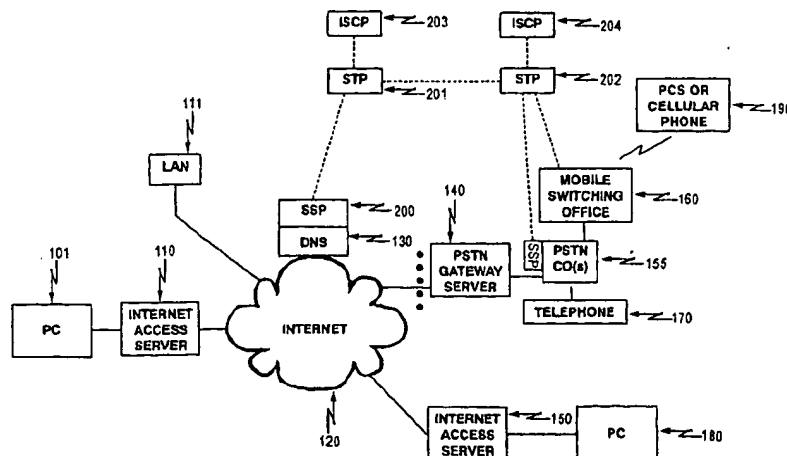 ISCP
203
ISCP
204
STP
201
STP
202
PCS OR
CELLULAR
PHONE
190
111
LAN
MOBILE
SWITCHING
OFFICE
160
SSP
200
DNS
130
140
PSTN
GATEWAY
SERVER
SSP
PSTN
CO(s)
155
TELEPHONE
170
101
PC
110
INTERNET
ACCESS
SERVER
INTERNET
120
INTERNET
ACCESS
SERVER
150
PC
180